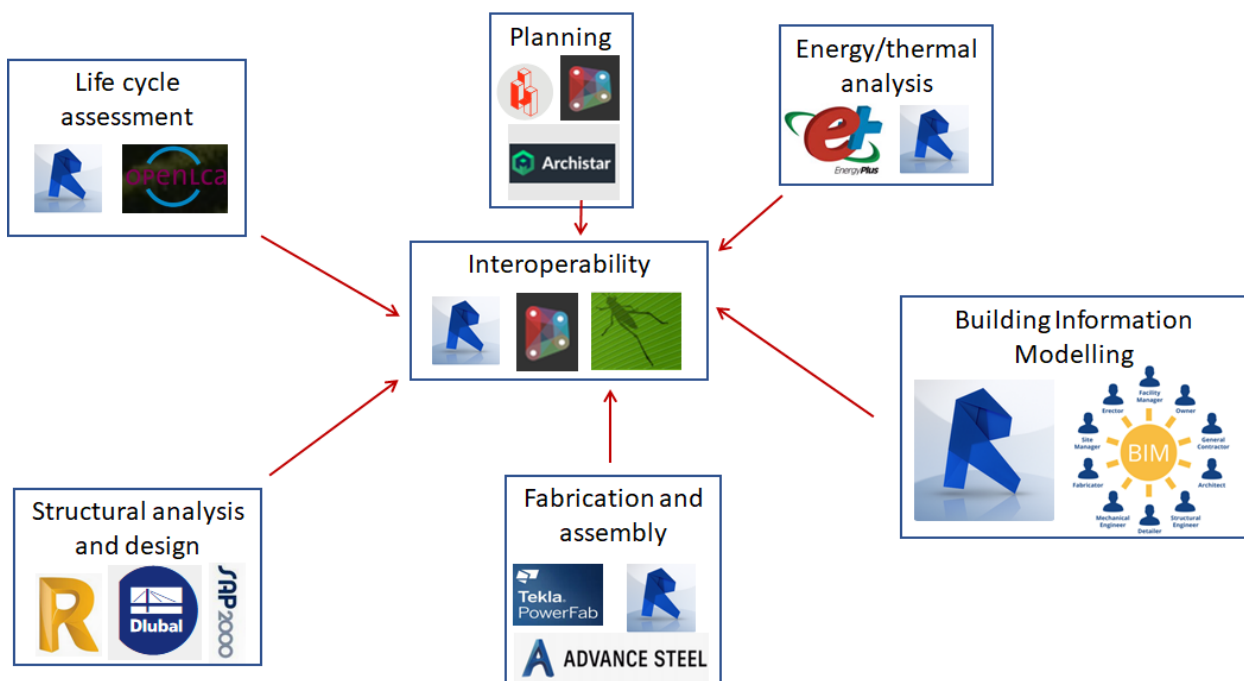 Life cycle
assessment
OPENLCA
Planning
Archistar
Energy/thermal
analysis
e+
EnergyPlus
Interoperability
Building Information
Modelling
Facility
Manager
Erector
Owner
Site
Manager
General
Contractor
BIM
Fabricator
Architect
Mechanical
Engineer
Structural
Engineer
Detailer
Structural analysis
and design
R
Dlubal
SAP2000
Fabrication and
assembly
Tekla®
PowerFab
ADVANCE STEEL